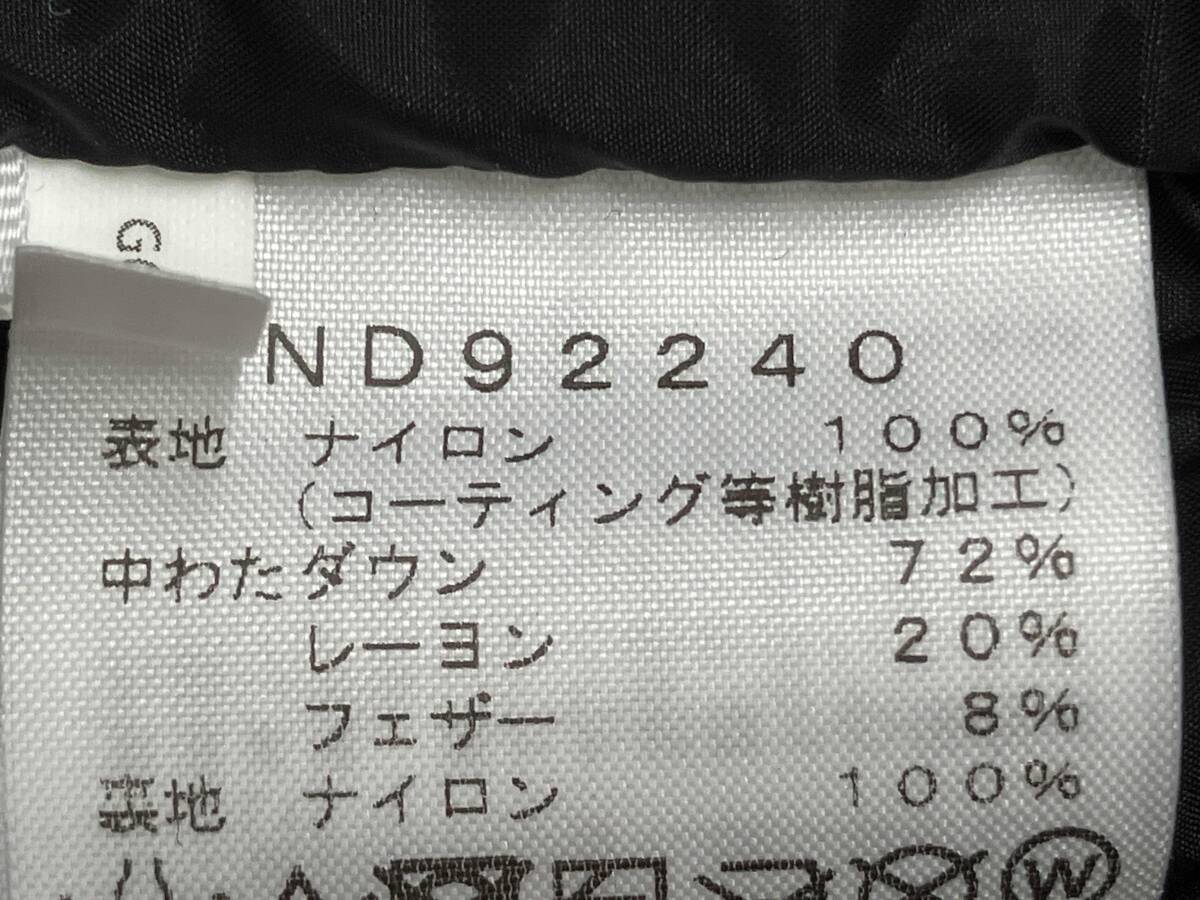 G
ND92240
表地 ナイロン 100%
(コーティング等樹脂加工)
中わた ダウン 72%
レーヨン 20%
フェザー 8%
裏地 ナイロン 100%
W